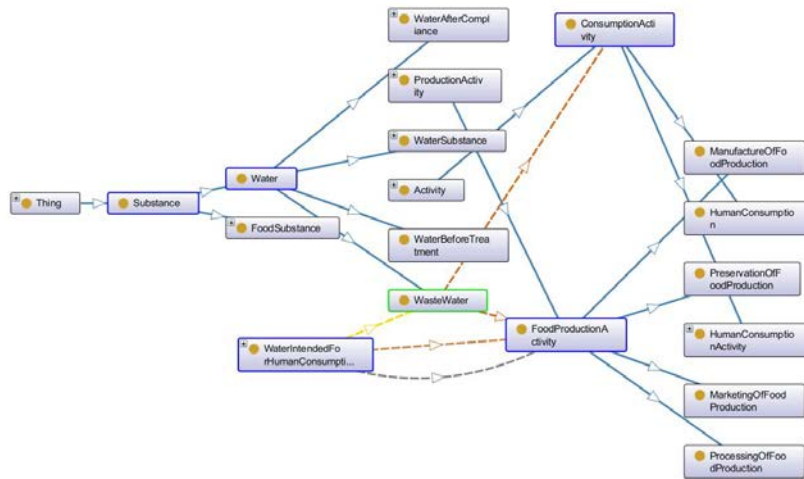 WaterAfterCompl
iance
ConsumptionActi
vity
ProductionActiv
ity
WaterSubstance
ManufactureOfFo
odProduction
Water
Activity
Thing
Substance
HumanConsumptio
n
FoodSubstance
WaterBeforeTrea
tment
PreservationOfF
oodProduction
WasteWater
FoodProductionA
ctivity
HumanConsumptio
nActivity
WaterIntendedFo
rHumanConsumpti...
MarketingOfFood
Production
ProcessingOfFoo
dProduction